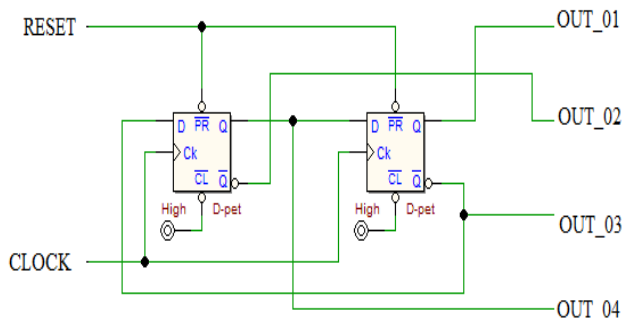 RESET
OUT_01
OUT_02
D PR Q
Ck
CL Q
D PR Q
Ck
CL Q
High D-pet
High D-pet
OUT_03
CLOCK
OUT_04